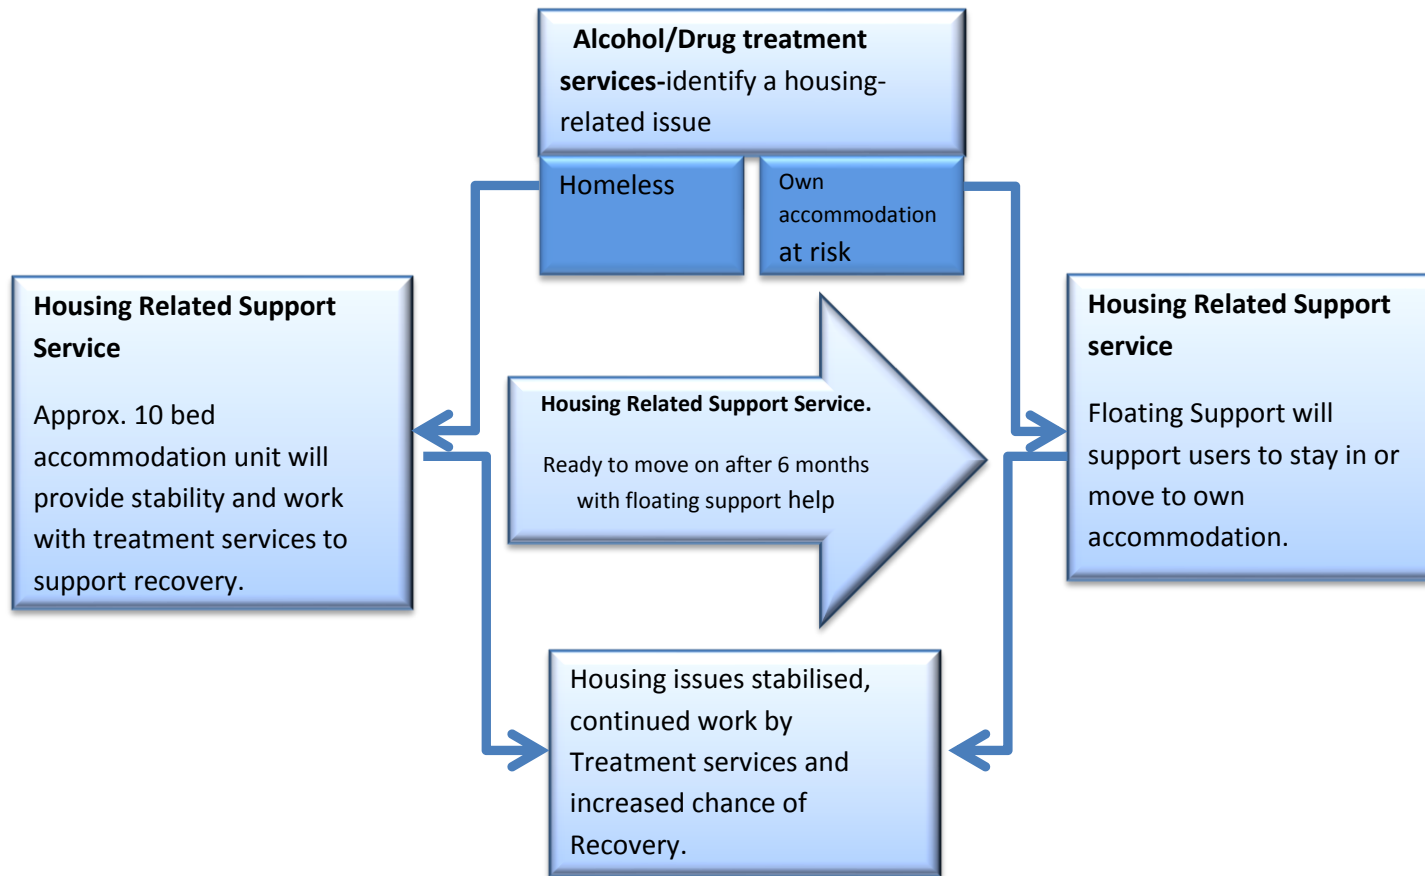 Alcohol/Drug treatment
services-identify a housing-
related issue
Homeless
Own
accommodation
at risk
Housing Related Support
Service
Approx. 10 bed
accommodation unit will
provide stability and work
with treatment services to
support recovery.
Housing Related Support Service.
Ready to move on after 6 months
with floating support help
Housing Related Support
service
Floating Support will
support users to stay in or
move to own
accommodation.
Housing issues stabilised,
continued work by
Treatment services and
increased chance of
Recovery.